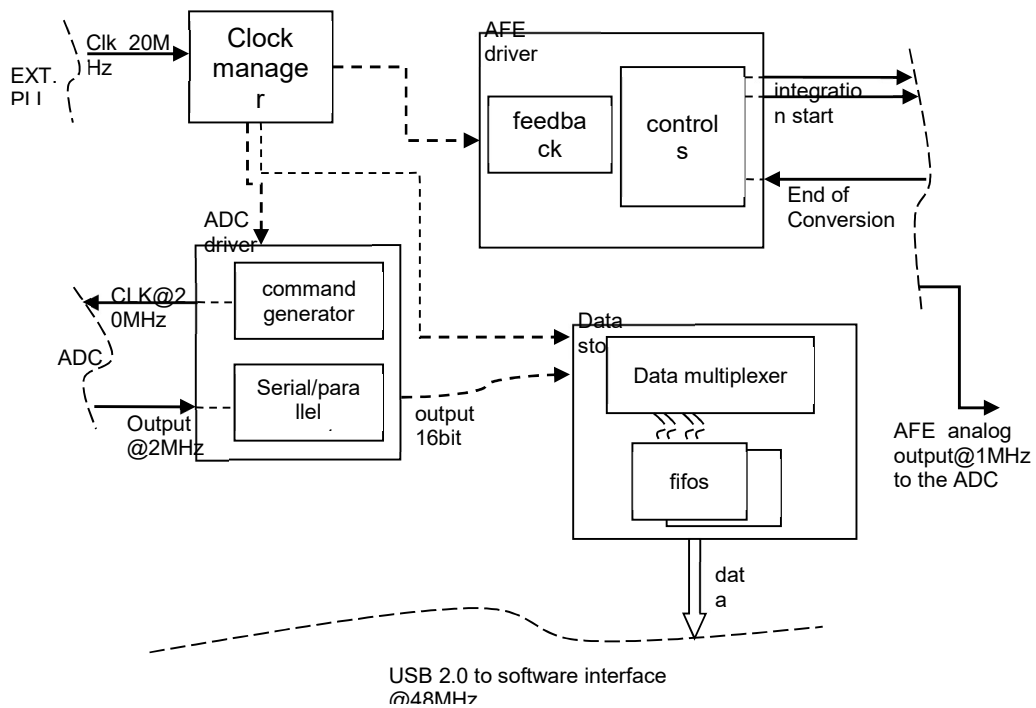 Clk 20M
Hz
EXT.
Clock
manage
r
AFE
driver
feedba
ck
control
s
integratio
n start
End of
Conversion
ADC
driver
CLK@2
0MHz
ADC
command
generator
Serial/para
llel
Output
@2MHz
output
16bit
Data
sto
Data multiplexer
fifos
AFE analog
output@1MHz
to the ADC
dat
a
USB 2.0 to software interface
@48MHz